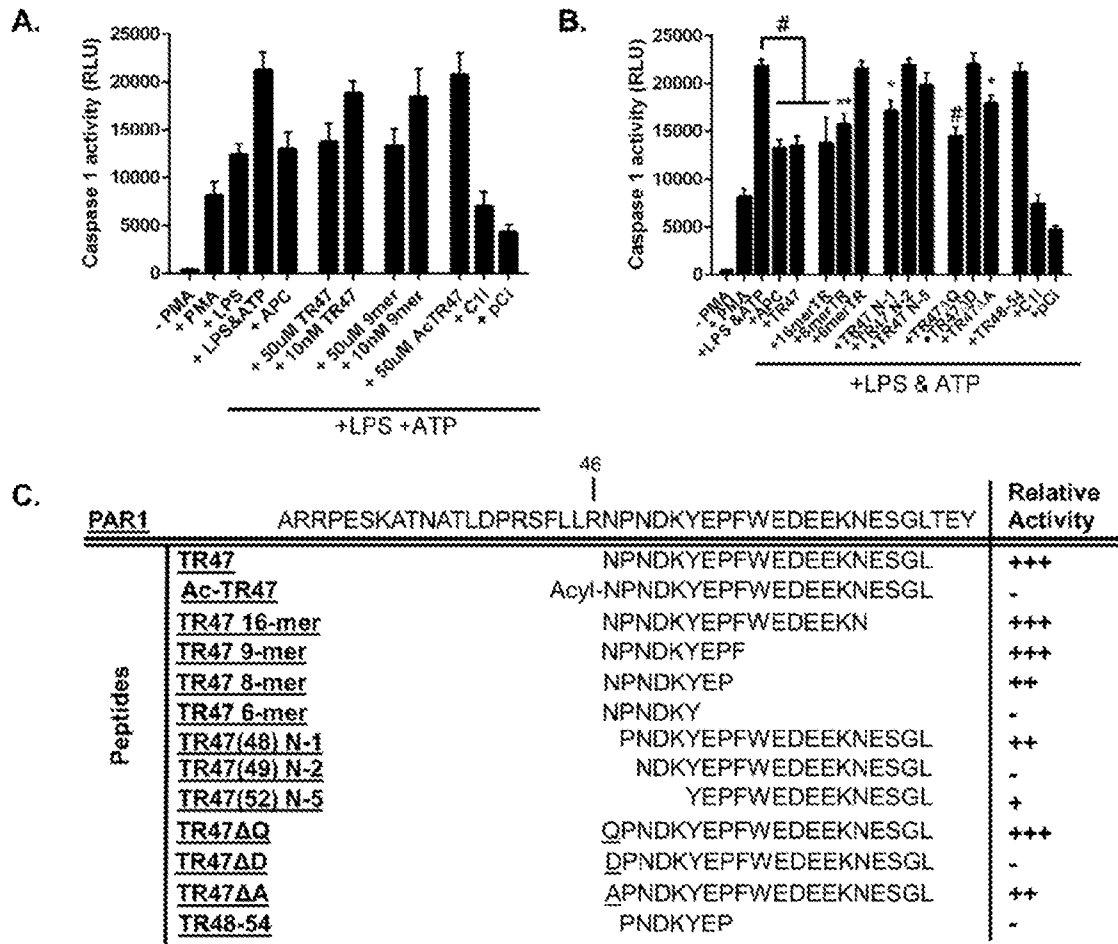 A.
Caspase 1 activity (RLU)
25000
20000
15000
10000
5000
0
- PMA
+ PMA
+ LPS
+ LPS&ATP
+ APC
+ 50uM TR47
+ 10nM TR47
+ 50uM 9mer
+ 10nM 9mer
+ 50uM AcTR47
+ C1I
+ pCi
+LPS +ATP
B.
Caspase 1 activity (RLU)
25000
20000
15000
10000
5000
0
#
**
*
##
*
- PMA
+ PMA
+LPS & ATP
+APC
+TR47
+TR47 N-1
+TR47 N-2
+TR47 N-5
+TR47ΔQ
+TR47ΔD
+TR47ΔA
+TR48-54
+C1I
+pCi
+LPS & ATP
C.
46
PAR1 ARRPESKATNATLDPRSFLLRNPNDKYEPFWEDEEKNESGLTEY Relative Activity
Peptides
TR47 NPNDKYEPFWEDEEKNESGL +++
Ac-TR47 Acyl-NPNDKYEPFWEDEEKNESGL -
TR47 16-mer NPNDKYEPFWEDEEKN +++
TR47 9-mer NPNDKYEPF +++
TR47 8-mer NPNDKYEP ++
TR47 6-mer NPNDKY -
TR47(48) N-1 PNDKYEPFWEDEEKNESGL ++
TR47(49) N-2 NDKYEPFWEDEEKNESGL -
TR47(52) N-5 YEPFWEDEEKNESGL +
TR47ΔQ QPNDKYEPFWEDEEKNESGL +++
TR47ΔD DPNDKYEPFWEDEEKNESGL -
TR47ΔA APNDKYEPFWEDEEKNESGL ++
TR48-54 PNDKYEP -